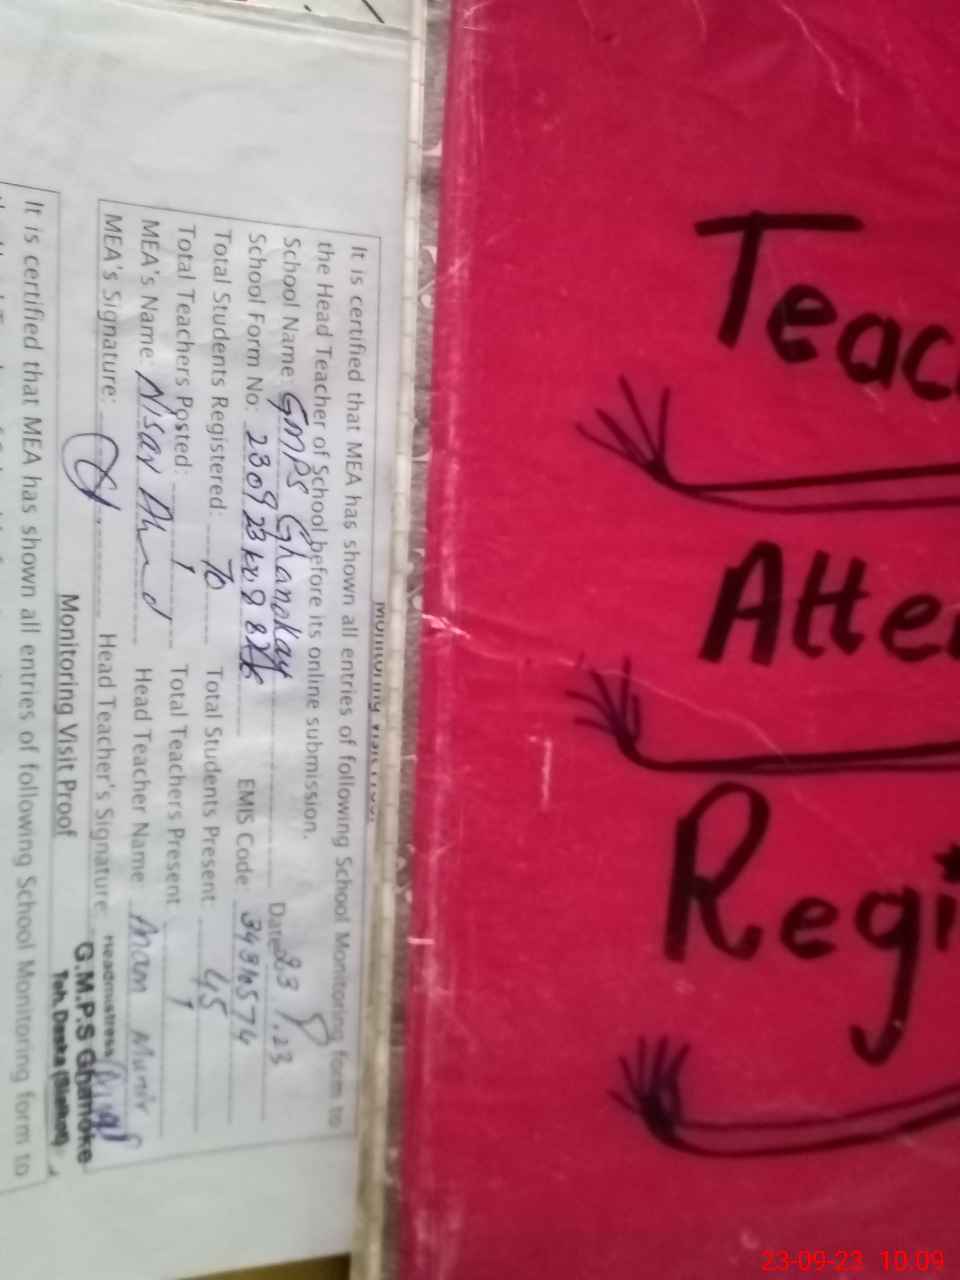 Monitoring Visit Proof
It is certified that MEA has shown all entries of following School Monitoring form to
the Head Teacher of School before its online submission.
School Name: GMPS Ghanokay Date 23 9.23
School Form No: EMIS Code
Total Students Registered: 70 Total Students Present 45
Total Teachers Posted: 1 Total Teachers Present 1
MEA's Name Nisar Ahmd Head Teacher Name Anam Munir
MEA's Signature: Head Teacher's Signature
Headmistress
G.M.P.S Ghanoke
Teh. Daska (Sialkot)
Monitoring Visit Proof
It is certified that MEA has shown all entries of following School Monitoring form to
Teac
Atte
Regi
23-09-23 10:09